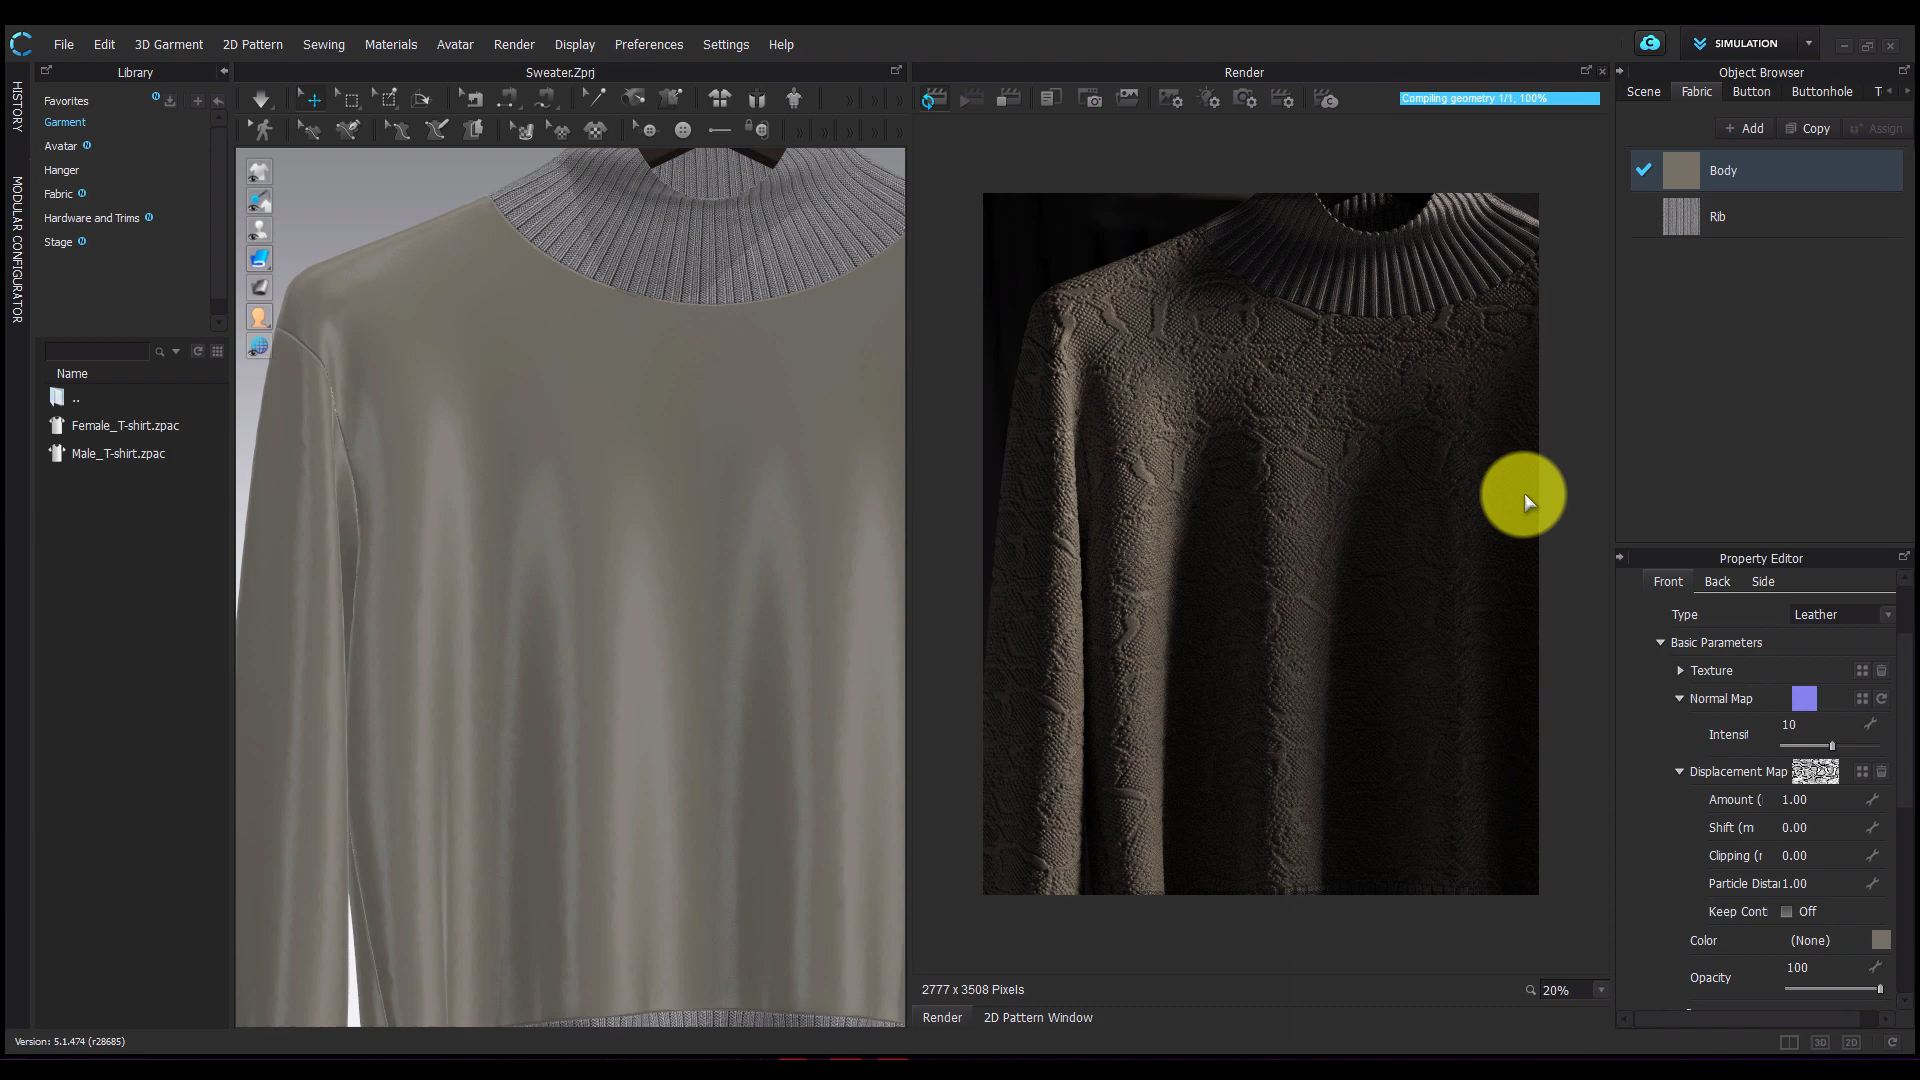 File Edit 3D Garment 2D Pattern Sewing Materials Avatar Render Display Preferences Settings Help
SIMULATION
HISTORY
MODULAR CONFIGURATOR
Library
Favorites
Garment
Avatar
Hanger
Fabric
Hardware and Trims
Stage
Name
..
Female_T-shirt.zpac
Male_T-shirt.zpac
Version: 5.1.474 (r28685)
Sweater.Zprj
Render
Compiling geometry 1/1, 100%
2777 x 3508 Pixels
20%
Render 2D Pattern Window
Object Browser
Scene Fabric Button Buttonhole T
+ Add Copy Assign
Body
Rib
Property Editor
Front Back Side
Type Leather
Basic Parameters
Texture
Normal Map
10
Intensit
Displacement Map
Amount ( 1.00
Shift (m 0.00
Clipping (r 0.00
Particle Dista 1.00
Keep Cont Off
Color (None)
100
Opacity
3D 2D